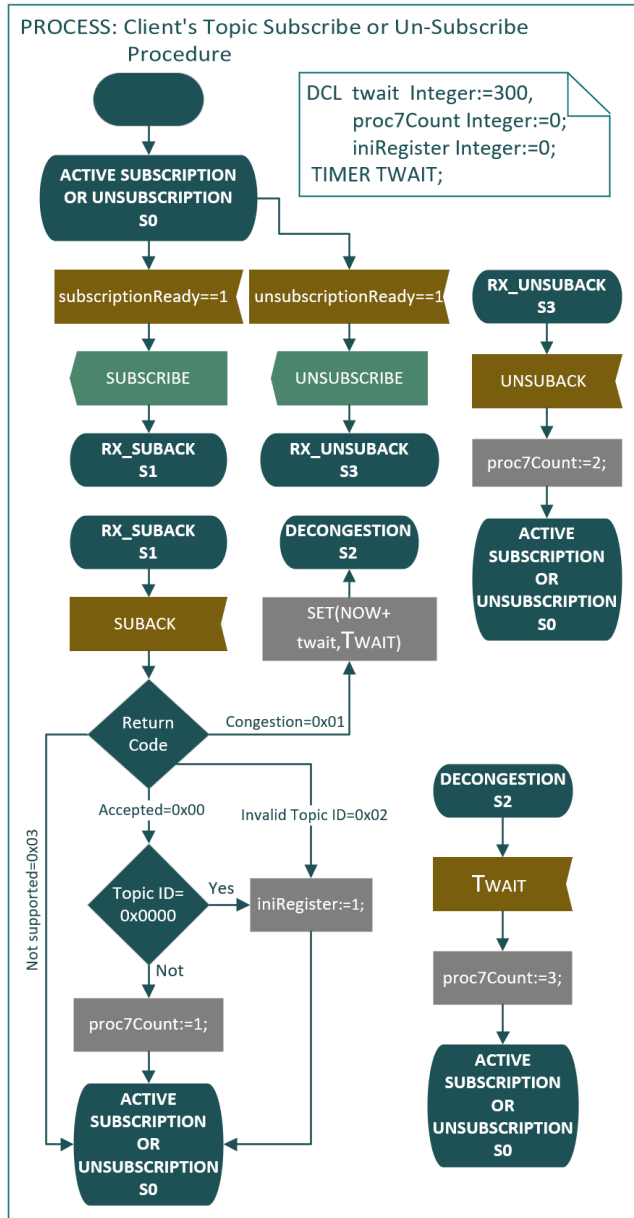 PROCESS: Client's Topic Subscribe or Un-Subscribe
Procedure
DCL twait Integer:=300,
proc7Count Integer:=0;
iniRegister Integer:=0;
TIMER TWAIT;
ACTIVE SUBSCRIPTION
OR UNSUBSCRIPTION
S0
subscriptionReady==1
unsubscriptionReady==1
SUBSCRIBE
UNSUBSCRIBE
RX_SUBACK
S1
RX_UNSUBACK
S3
RX_UNSUBACK
S3
UNSUBACK
proc7Count:=2;
ACTIVE
SUBSCRIPTION
OR
UNSUBSCRIPTION
S0
RX_SUBACK
S1
SUBACK
DECONGESTION
S2
SET(NOW+
twait,TWAIT)
Return
Code
Congestion=0x01
Accepted=0x00
Invalid Topic ID=0x02
Not supported=0x03
Topic ID=
0x0000
Yes
iniRegister:=1;
Not
proc7Count:=1;
ACTIVE
SUBSCRIPTION
OR
UNSUBSCRIPTION
S0
DECONGESTION
S2
TWAIT
proc7Count:=3;
ACTIVE
SUBSCRIPTION
OR
UNSUBSCRIPTION
S0